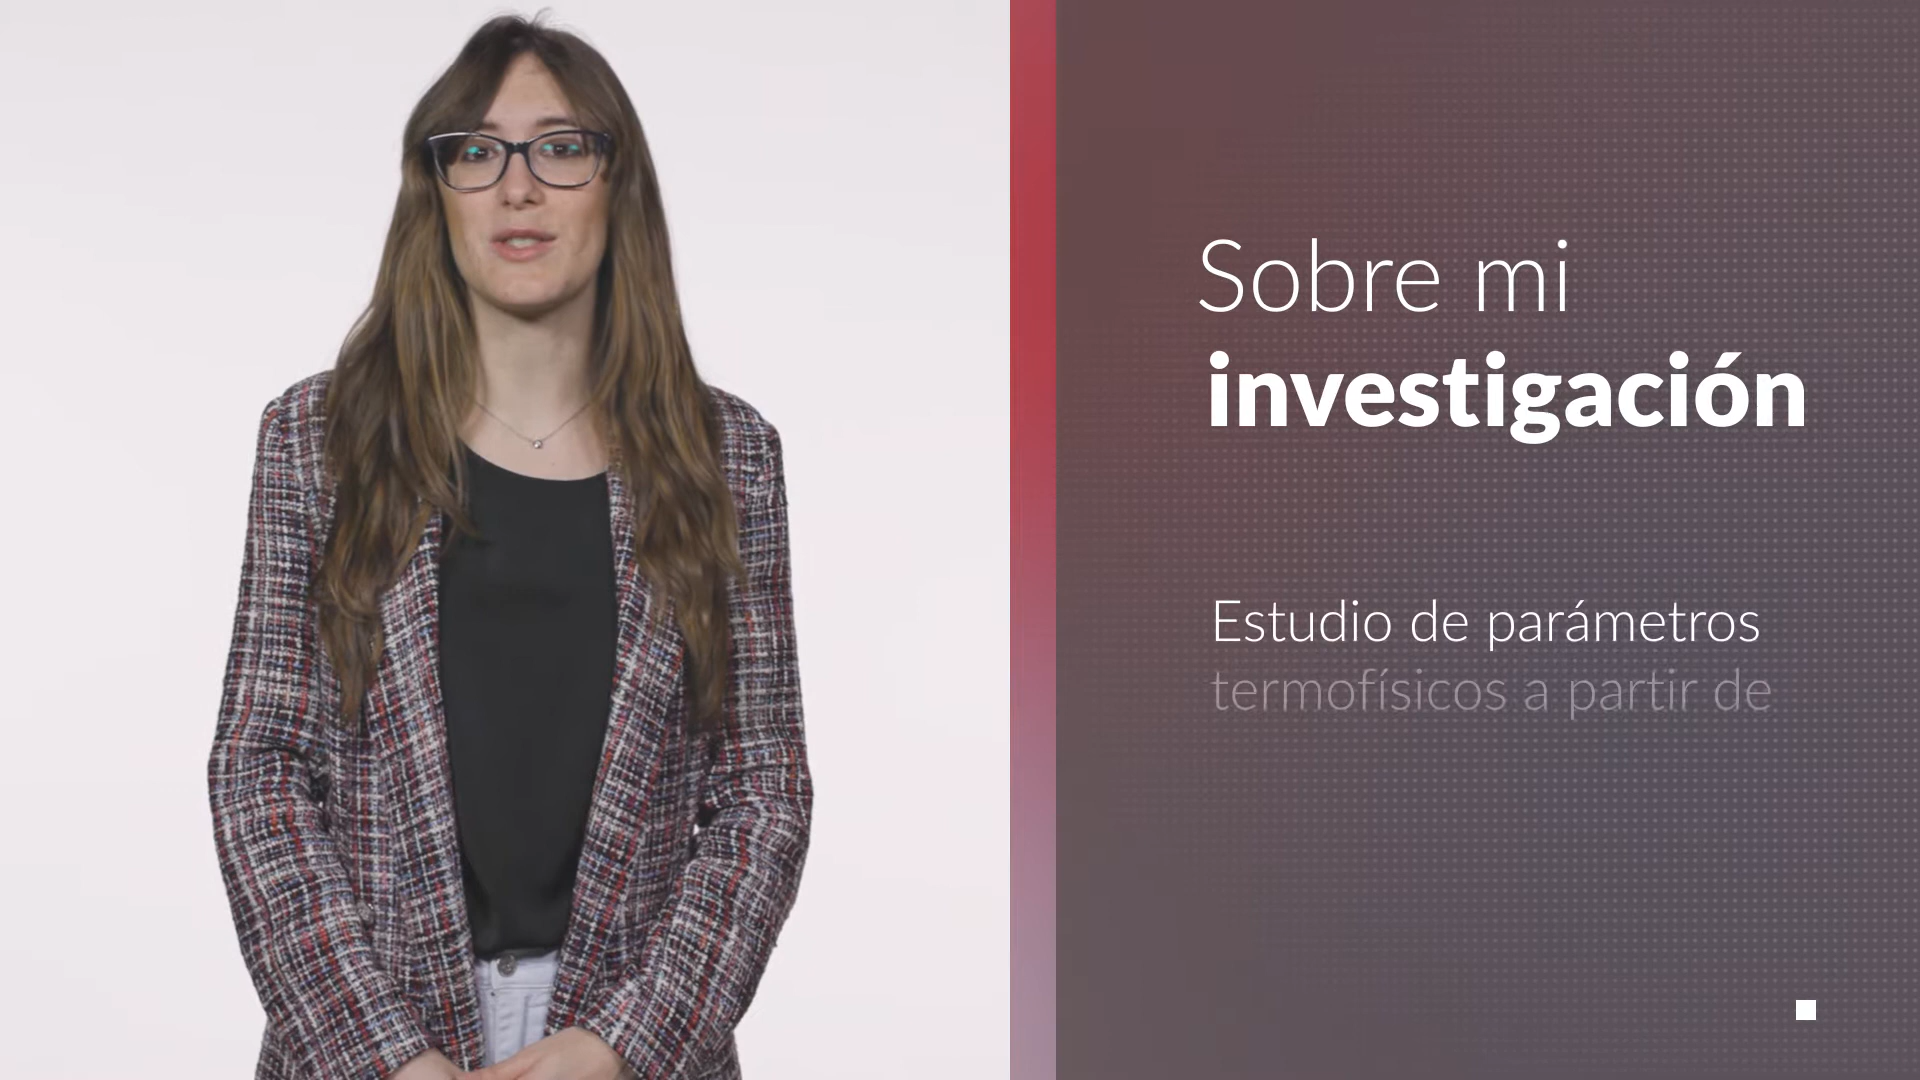 Sobre mi
investigación
Estudio de parámetros
termofísicos a partir de